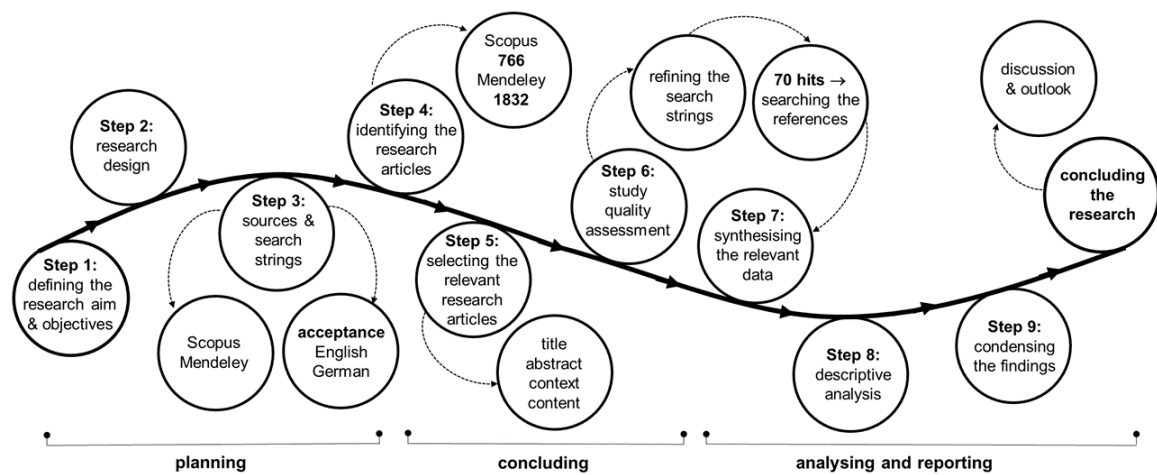 Step 1:
defining the
research aim
& objectives
Step 2:
research
design
Step 3:
sources &
search
strings
Scopus
Mendeley
acceptance
English
German
Step 4:
identifying the
research
articles
Scopus
766
Mendeley
1832
Step 5:
selecting the
relevant
research
articles
title
abstract
context
content
Step 6:
study
quality
assessment
refining the
search
strings
70 hits →
searching the
references
Step 7:
synthesising
the relevant
data
Step 8:
descriptive
analysis
Step 9:
condensing
the findings
concluding
the
research
discussion
& outlook
planning
concluding
analysing and reporting